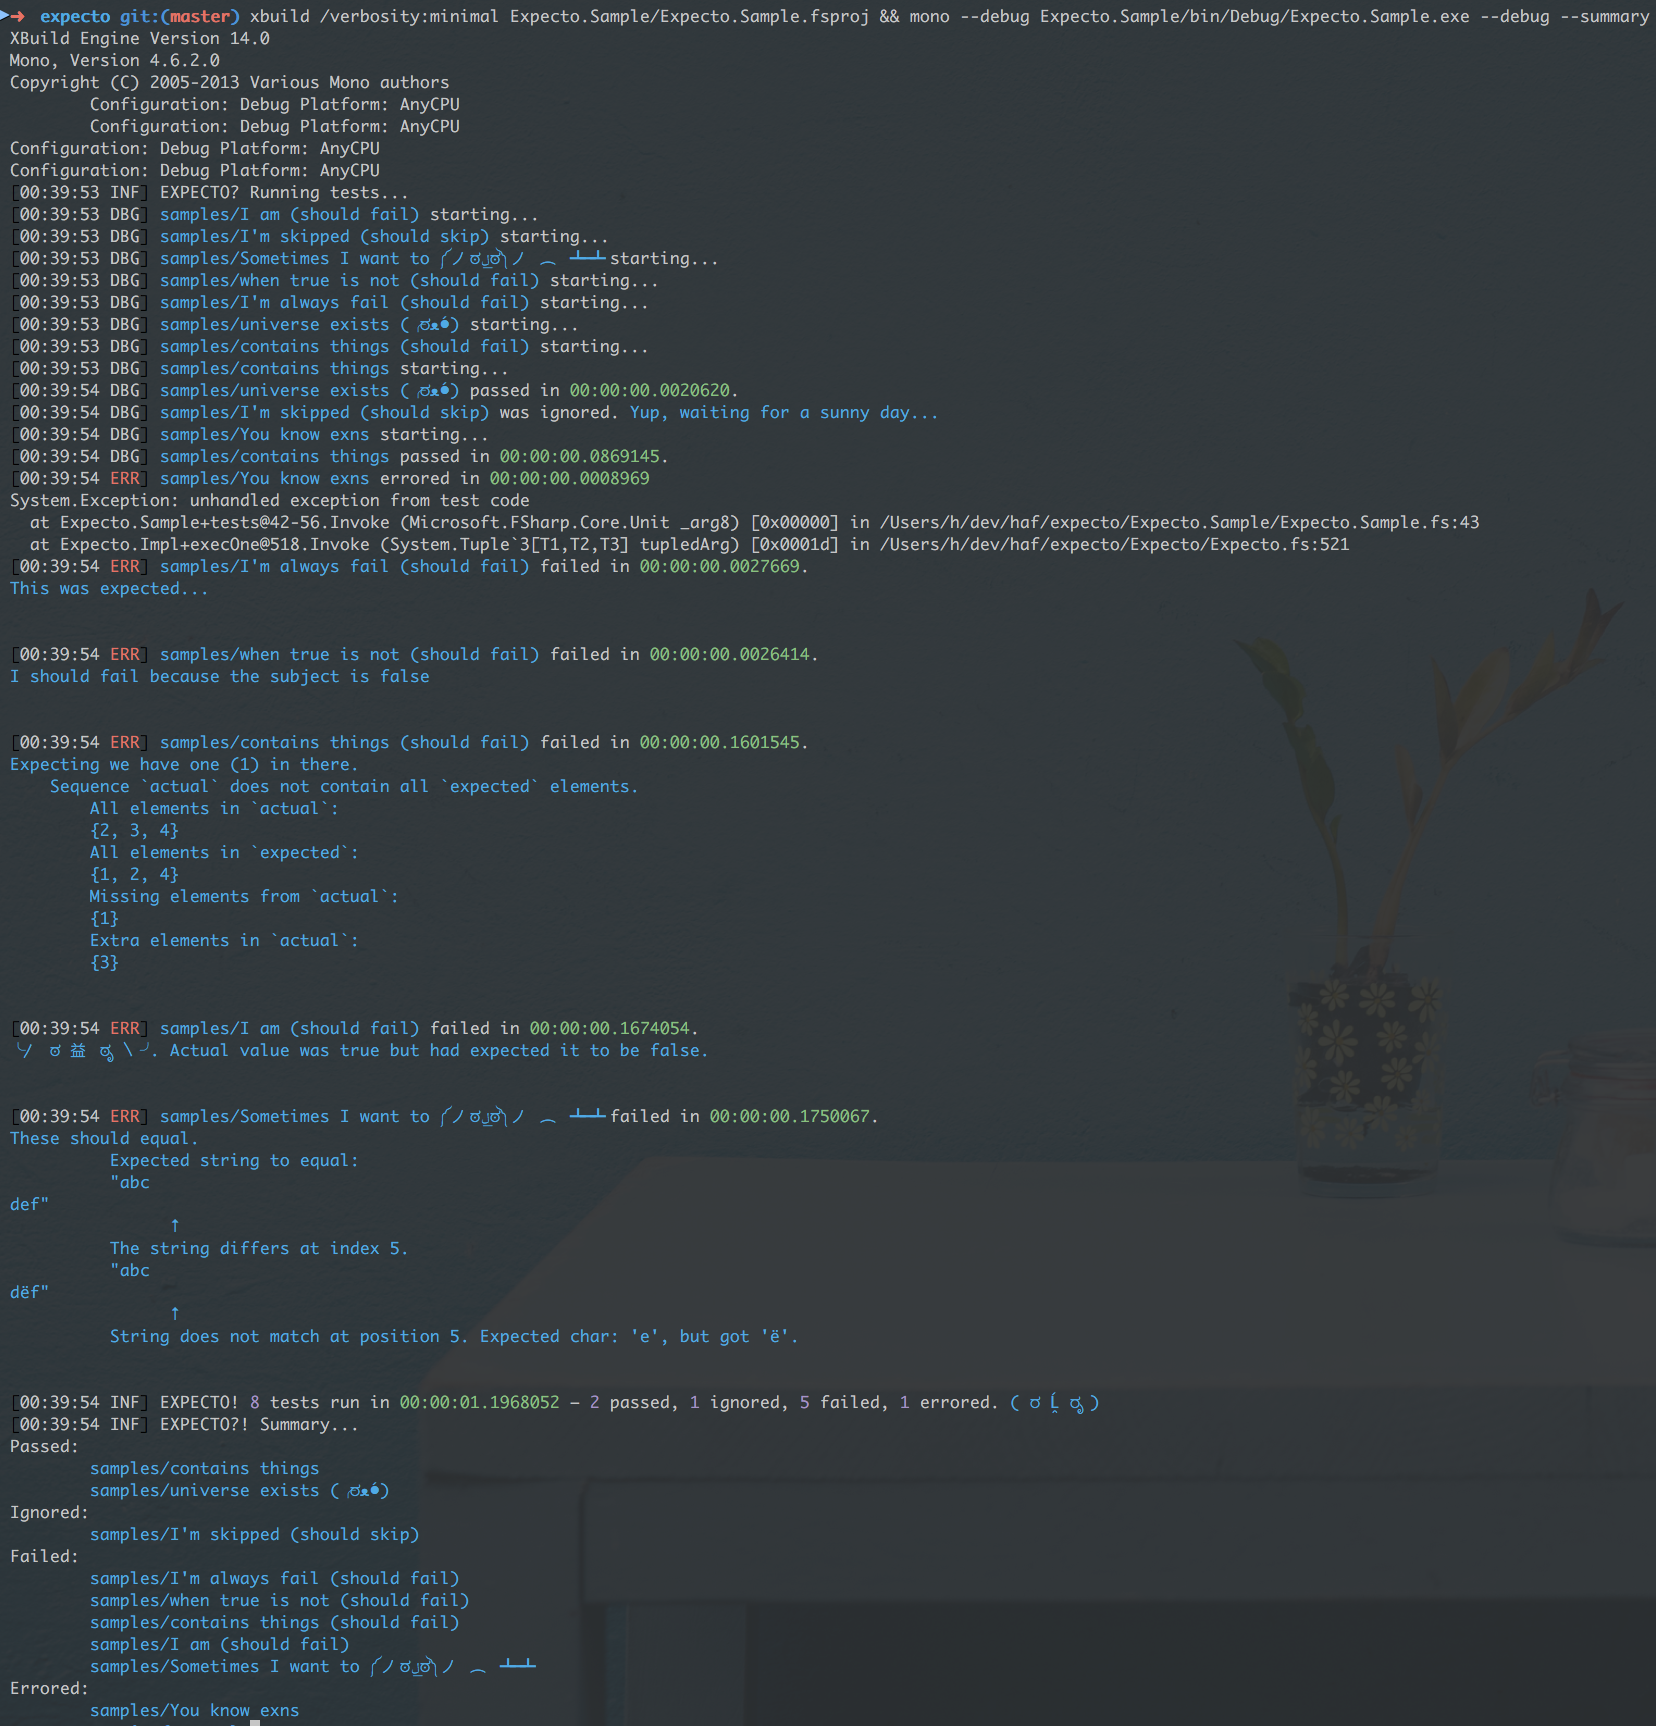 ➜ expecto git:(master) xbuild /verbosity:minimal Expecto.Sample/Expecto.Sample.fsproj && mono --debug Expecto.Sample/bin/Debug/Expecto.Sample.exe --debug --summary
XBuild Engine Version 14.0
Mono, Version 4.6.2.0
Copyright (C) 2005-2013 Various Mono authors
Configuration: Debug Platform: AnyCPU
Configuration: Debug Platform: AnyCPU
Configuration: Debug Platform: AnyCPU
Configuration: Debug Platform: AnyCPU
[00:39:53 INF] EXPECTO? Running tests...
[00:39:53 DBG] samples/I am (should fail) starting...
[00:39:53 DBG] samples/I'm skipped (should skip) starting...
[00:39:53 DBG] samples/Sometimes I want to ༼ノಠل͟ಠ༽ノ ︵ ┻━┻ starting...
[00:39:53 DBG] samples/when true is not (should fail) starting...
[00:39:53 DBG] samples/I'm always fail (should fail) starting...
[00:39:53 DBG] samples/universe exists (╭ರᴥ•́) starting...
[00:39:53 DBG] samples/contains things (should fail) starting...
[00:39:53 DBG] samples/contains things starting...
[00:39:54 DBG] samples/universe exists (╭ರᴥ•́) passed in 00:00:00.0020620.
[00:39:54 DBG] samples/I'm skipped (should skip) was ignored. Yup, waiting for a sunny day...
[00:39:54 DBG] samples/You know exns starting...
[00:39:54 DBG] samples/contains things passed in 00:00:00.0869145.
[00:39:54 ERR] samples/You know exns errored in 00:00:00.0008969
System.Exception: unhandled exception from test code
at Expecto.Sample+tests@42-56.Invoke (Microsoft.FSharp.Core.Unit _arg8) [0x00000] in /Users/h/dev/haf/expecto/Expecto.Sample/Expecto.Sample.fs:43
at Expecto.Impl+execOne@518.Invoke (System.Tuple`3[T1,T2,T3] tupledArg) [0x0001d] in /Users/h/dev/haf/expecto/Expecto/Expecto.fs:521
[00:39:54 ERR] samples/I'm always fail (should fail) failed in 00:00:00.0027669.
This was expected...
[00:39:54 ERR] samples/when true is not (should fail) failed in 00:00:00.0026414.
I should fail because the subject is false
[00:39:54 ERR] samples/contains things (should fail) failed in 00:00:00.1601545.
Expecting we have one (1) in there.
Sequence `actual` does not contain all `expected` elements.
All elements in `actual`:
{2, 3, 4}
All elements in `expected`:
{1, 2, 4}
Missing elements from `actual`:
{1}
Extra elements in `actual`:
{3}
[00:39:54 ERR] samples/I am (should fail) failed in 00:00:00.1674054.
╰〳 ಠ 益 ಠೃ 〵╯. Actual value was true but had expected it to be false.
[00:39:54 ERR] samples/Sometimes I want to ༼ノಠل͟ಠ༽ノ ︵ ┻━┻ failed in 00:00:00.1750067.
These should equal.
Expected string to equal:
"abc
def"
↑
The string differs at index 5.
"abc
dëf"
↑
String does not match at position 5. Expected char: 'e', but got 'ë'.
[00:39:54 INF] EXPECTO! 8 tests run in 00:00:01.1968052 – 2 passed, 1 ignored, 5 failed, 1 errored. ( ರ Ĺ̯ ರೃ )
[00:39:54 INF] EXPECTO?! Summary...
Passed:
samples/contains things
samples/universe exists (╭ರᴥ•́)
Ignored:
samples/I'm skipped (should skip)
Failed:
samples/I'm always fail (should fail)
samples/when true is not (should fail)
samples/contains things (should fail)
samples/I am (should fail)
samples/Sometimes I want to ༼ノಠل͟ಠ༽ノ ︵ ┻━┻
Errored:
samples/You know exns